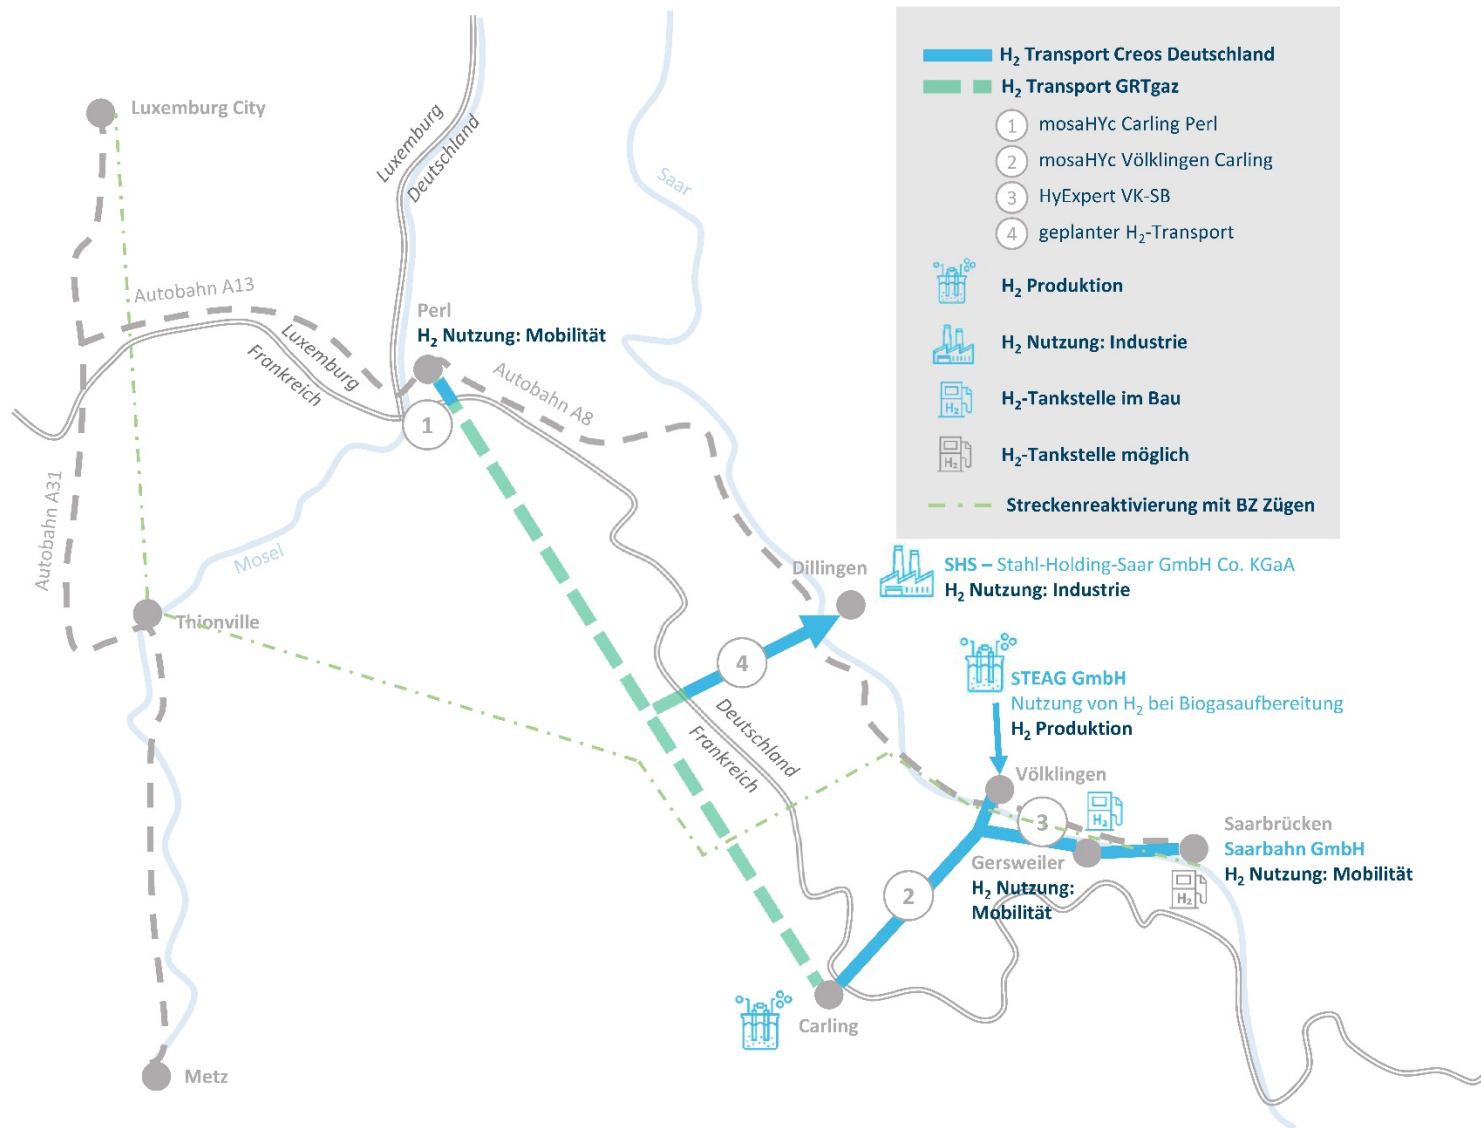 H₂ Transport Creos Deutschland
H₂ Transport GRTgaz
1 mosaHYc Carling Perl
2 mosaHYc Völklingen Carling
3 HyExpert VK-SB
4 geplanter H₂-Transport
H₂ Produktion
H₂ Nutzung: Industrie
H₂
H₂-Tankstelle im Bau
H₂
H₂-Tankstelle möglich
Streckenreaktivierung mit BZ Zügen
Luxemburg City
Luxemburg
Deutschland
Saar
Autobahn A13
Luxemburg
Frankreich
Perl
H₂ Nutzung: Mobilität
Autobahn A8
1
Autobahn A31
Mosel
Thionville
Dillingen
SHS – Stahl-Holding-Saar GmbH Co. KGaA
H₂ Nutzung: Industrie
4
STEAG GmbH
Nutzung von H₂ bei Biogasaufbereitung
H₂ Produktion
Deutschland
Frankreich
Völklingen
3
H₂
Saarbrücken
Saarbahn GmbH
H₂ Nutzung: Mobilität
Gersweiler
H₂ Nutzung:
Mobilität
H₂
2
Carling
Metz